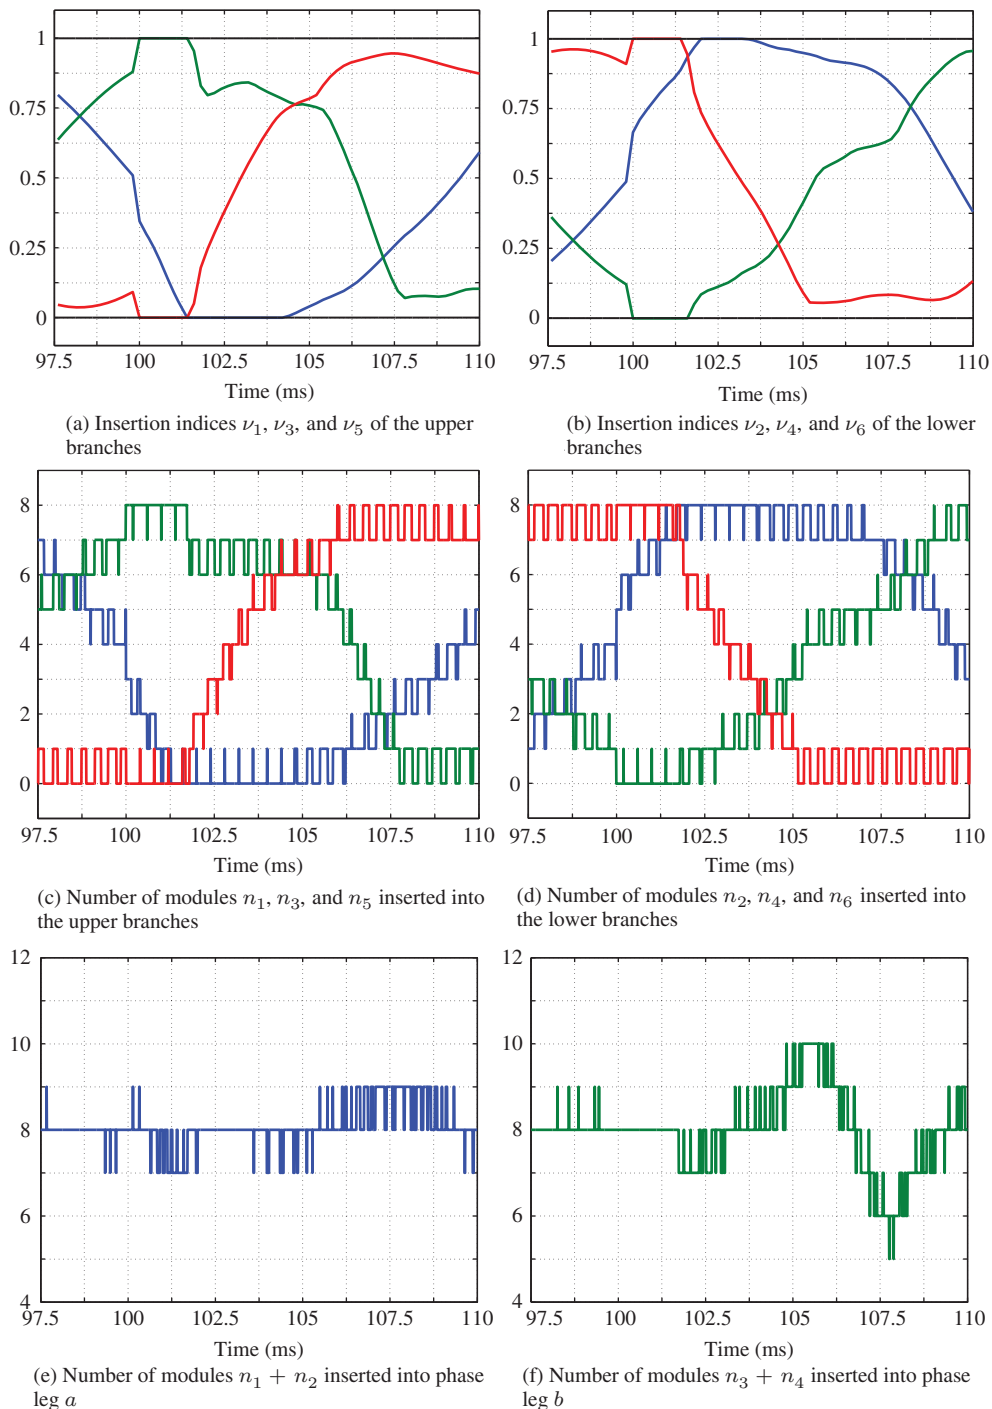 1
0.75
0.5
0.25
0
97.5 100 102.5 105 107.5 110
Time (ms)
(a) Insertion indices ν1, ν3, and ν5 of the upper
branches
1
0.75
0.5
0.25
0
97.5 100 102.5 105 107.5 110
Time (ms)
(b) Insertion indices ν2, ν4, and ν6 of the lower
branches
8
6
4
2
0
97.5 100 102.5 105 107.5 110
Time (ms)
(c) Number of modules n1, n3, and n5 inserted into
the upper branches
8
6
4
2
0
97.5 100 102.5 105 107.5 110
Time (ms)
(d) Number of modules n2, n4, and n6 inserted into
the lower branches
12
10
8
6
4
97.5 100 102.5 105 107.5 110
Time (ms)
(e) Number of modules n1 + n2 inserted into phase
leg a
12
10
8
6
4
97.5 100 102.5 105 107.5 110
Time (ms)
(f) Number of modules n3 + n4 inserted into phase
leg b